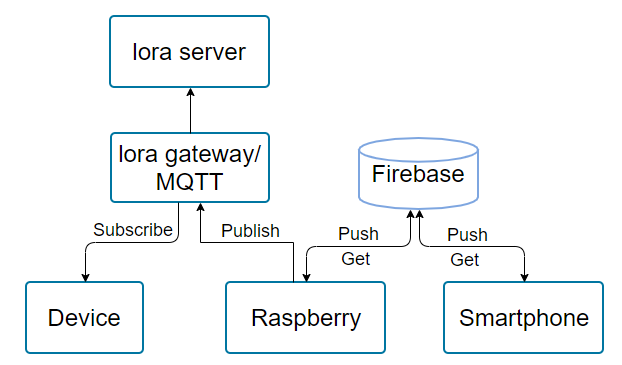 lora server
lora gateway/
MQTT
Firebase
Subscribe
Publish
Push
Get
Push
Get
Device
Raspberry
Smartphone